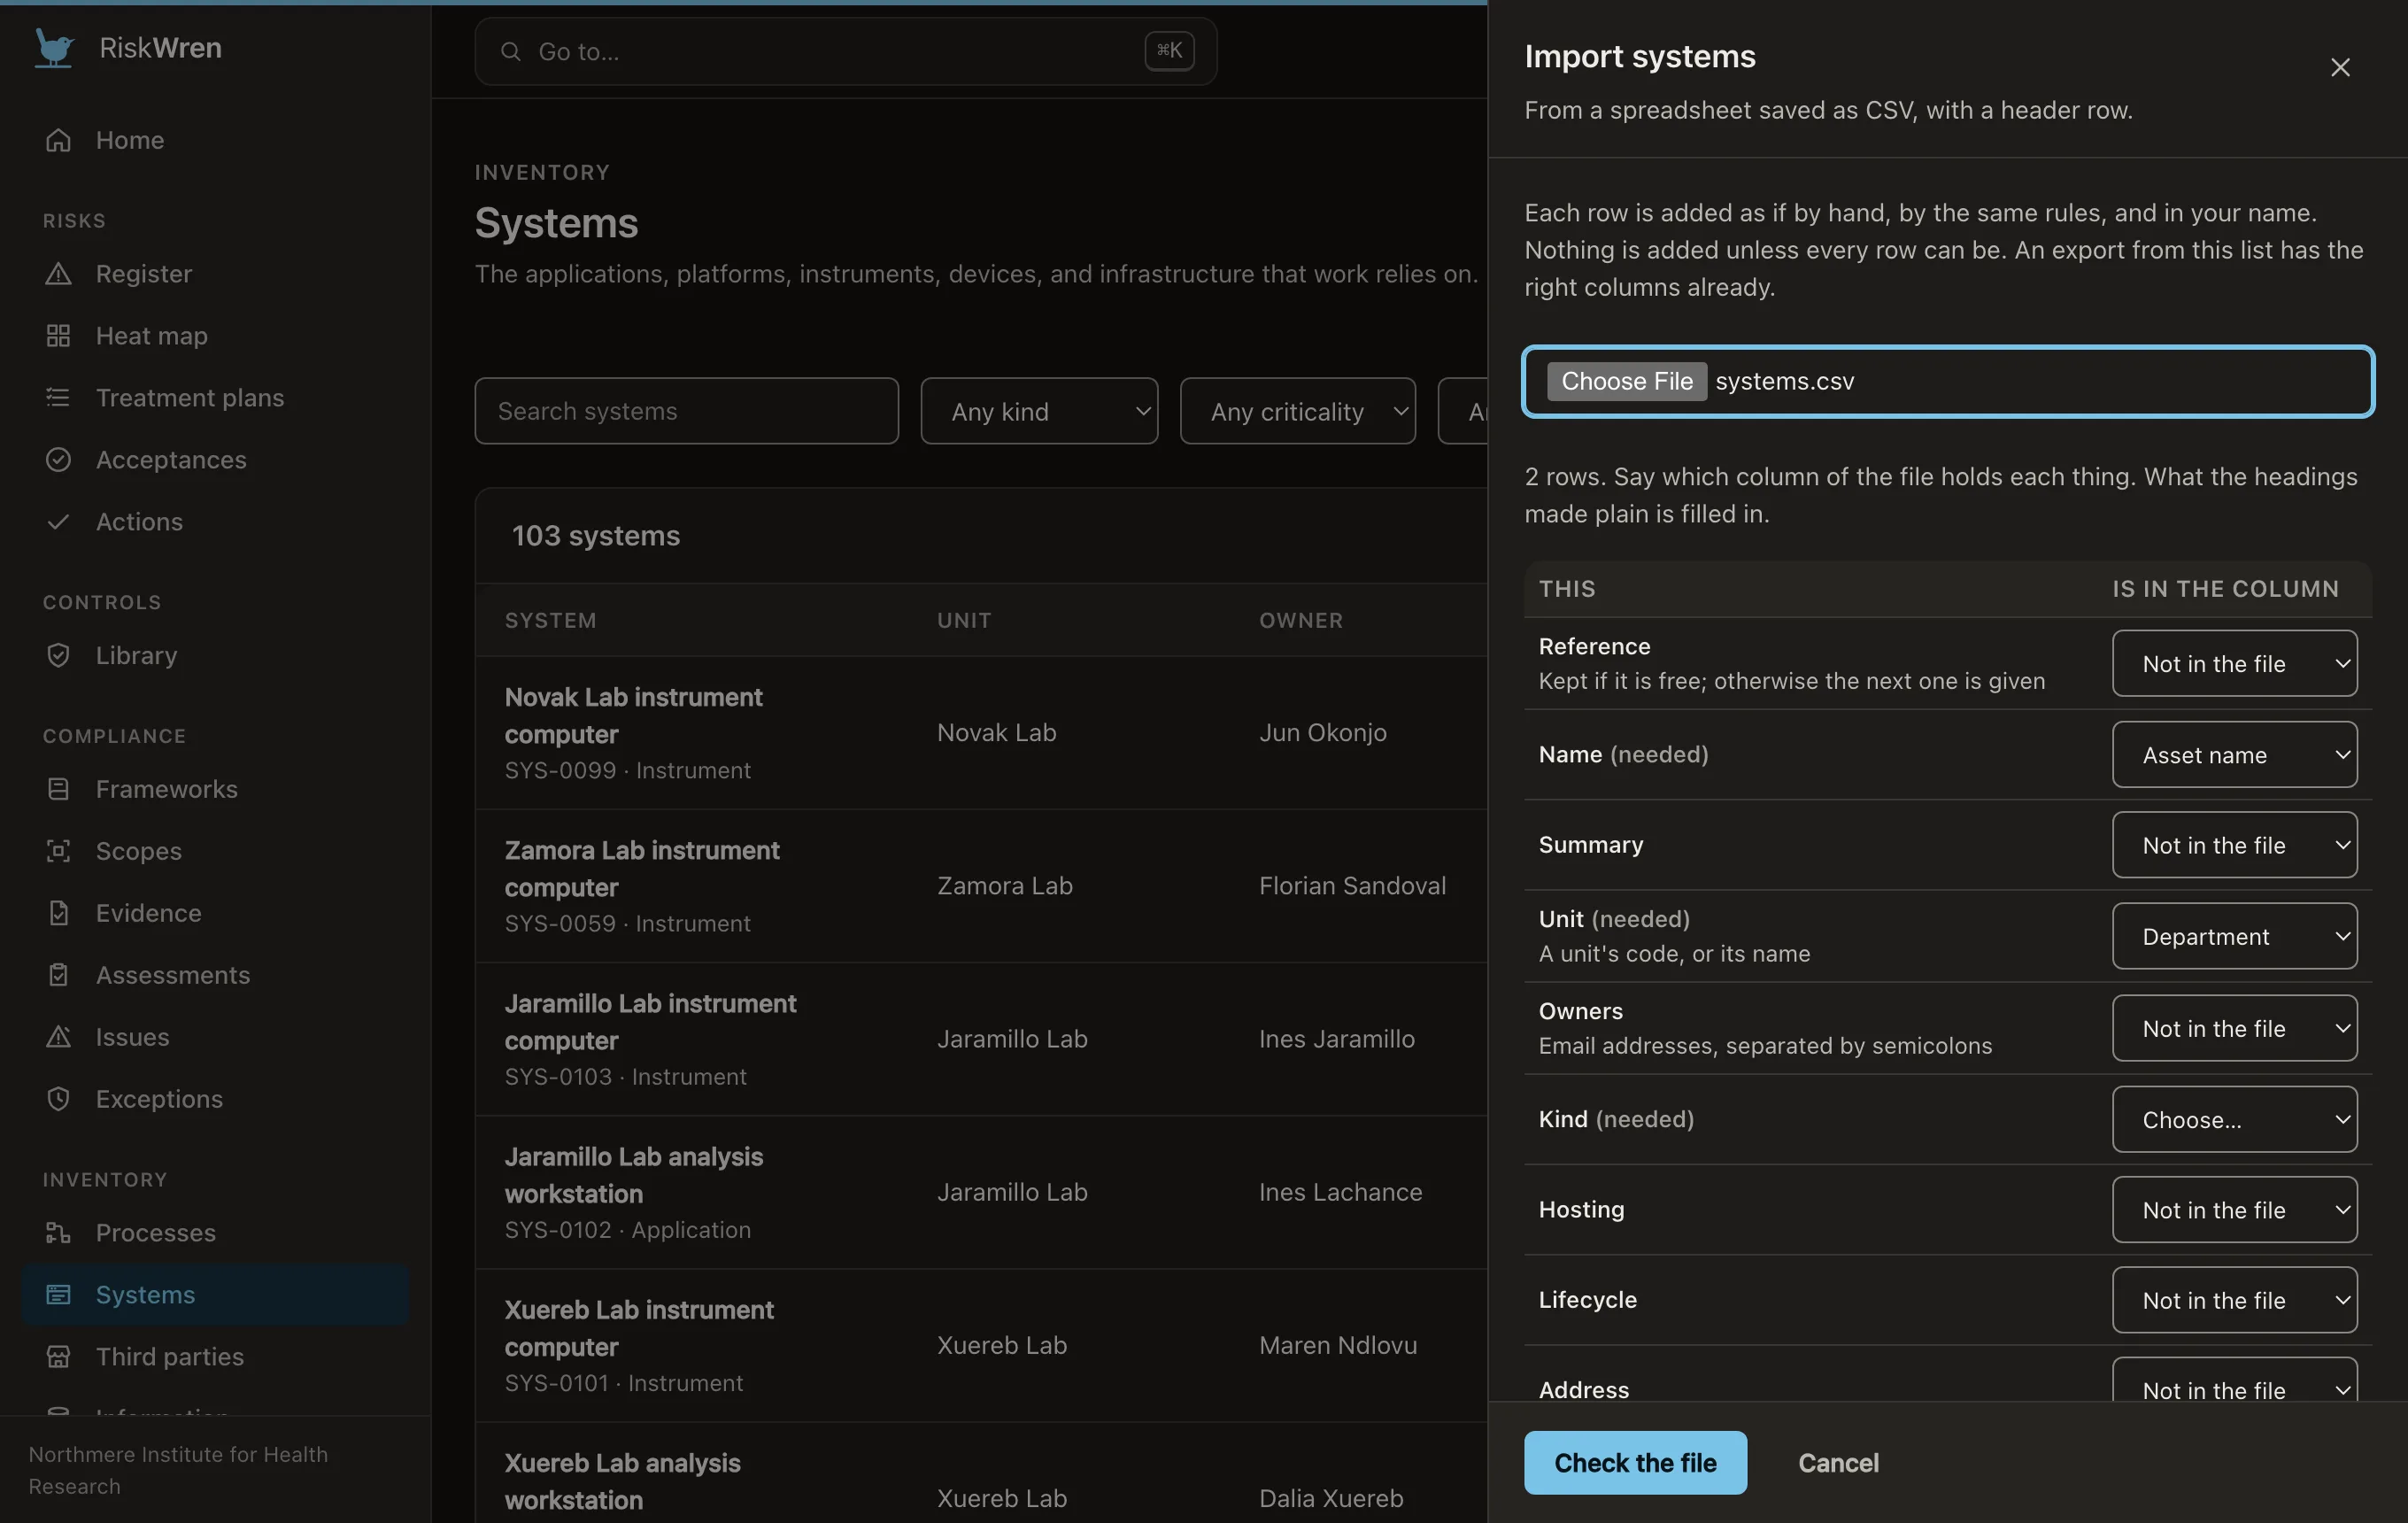 RiskWren
Home
RISKS
Register
Heat map
Treatment plans
Acceptances
Actions
CONTROLS
Library
COMPLIANCE
Frameworks
Scopes
Evidence
Assessments
Issues
Exceptions
INVENTORY
Processes
Systems
Third parties
Northmere Institute for Health
Research
Go to...
⌘K
INVENTORY
Systems
The applications, platforms, instruments, devices, and infrastructure that work relies on.
Search systems
Any kind
Any criticality
103 systems
SYSTEM UNIT OWNER
Novak Lab instrument
computer
SYS-0099 · Instrument
Novak Lab
Jun Okonjo
Zamora Lab instrument
computer
SYS-0059 · Instrument
Zamora Lab
Florian Sandoval
Jaramillo Lab instrument
computer
SYS-0103 · Instrument
Jaramillo Lab
Ines Jaramillo
Jaramillo Lab analysis
workstation
SYS-0102 · Application
Jaramillo Lab
Ines Lachance
Xuereb Lab instrument
computer
SYS-0101 · Instrument
Xuereb Lab
Maren Ndlovu
Xuereb Lab analysis
workstation
Xuereb Lab
Dalia Xuereb
Import systems
From a spreadsheet saved as CSV, with a header row.
Each row is added as if by hand, by the same rules, and in your name.
Nothing is added unless every row can be. An export from this list has the
right columns already.
Choose File systems.csv
2 rows. Say which column of the file holds each thing. What the headings
made plain is filled in.
THIS IS IN THE COLUMN
Reference
Kept if it is free; otherwise the next one is given
Not in the file
Name (needed)
Asset name
Summary
Not in the file
Unit (needed)
A unit's code, or its name
Department
Owners
Email addresses, separated by semicolons
Not in the file
Kind (needed)
Choose...
Hosting
Not in the file
Lifecycle
Not in the file
Address
Not in the file
Check the file
Cancel